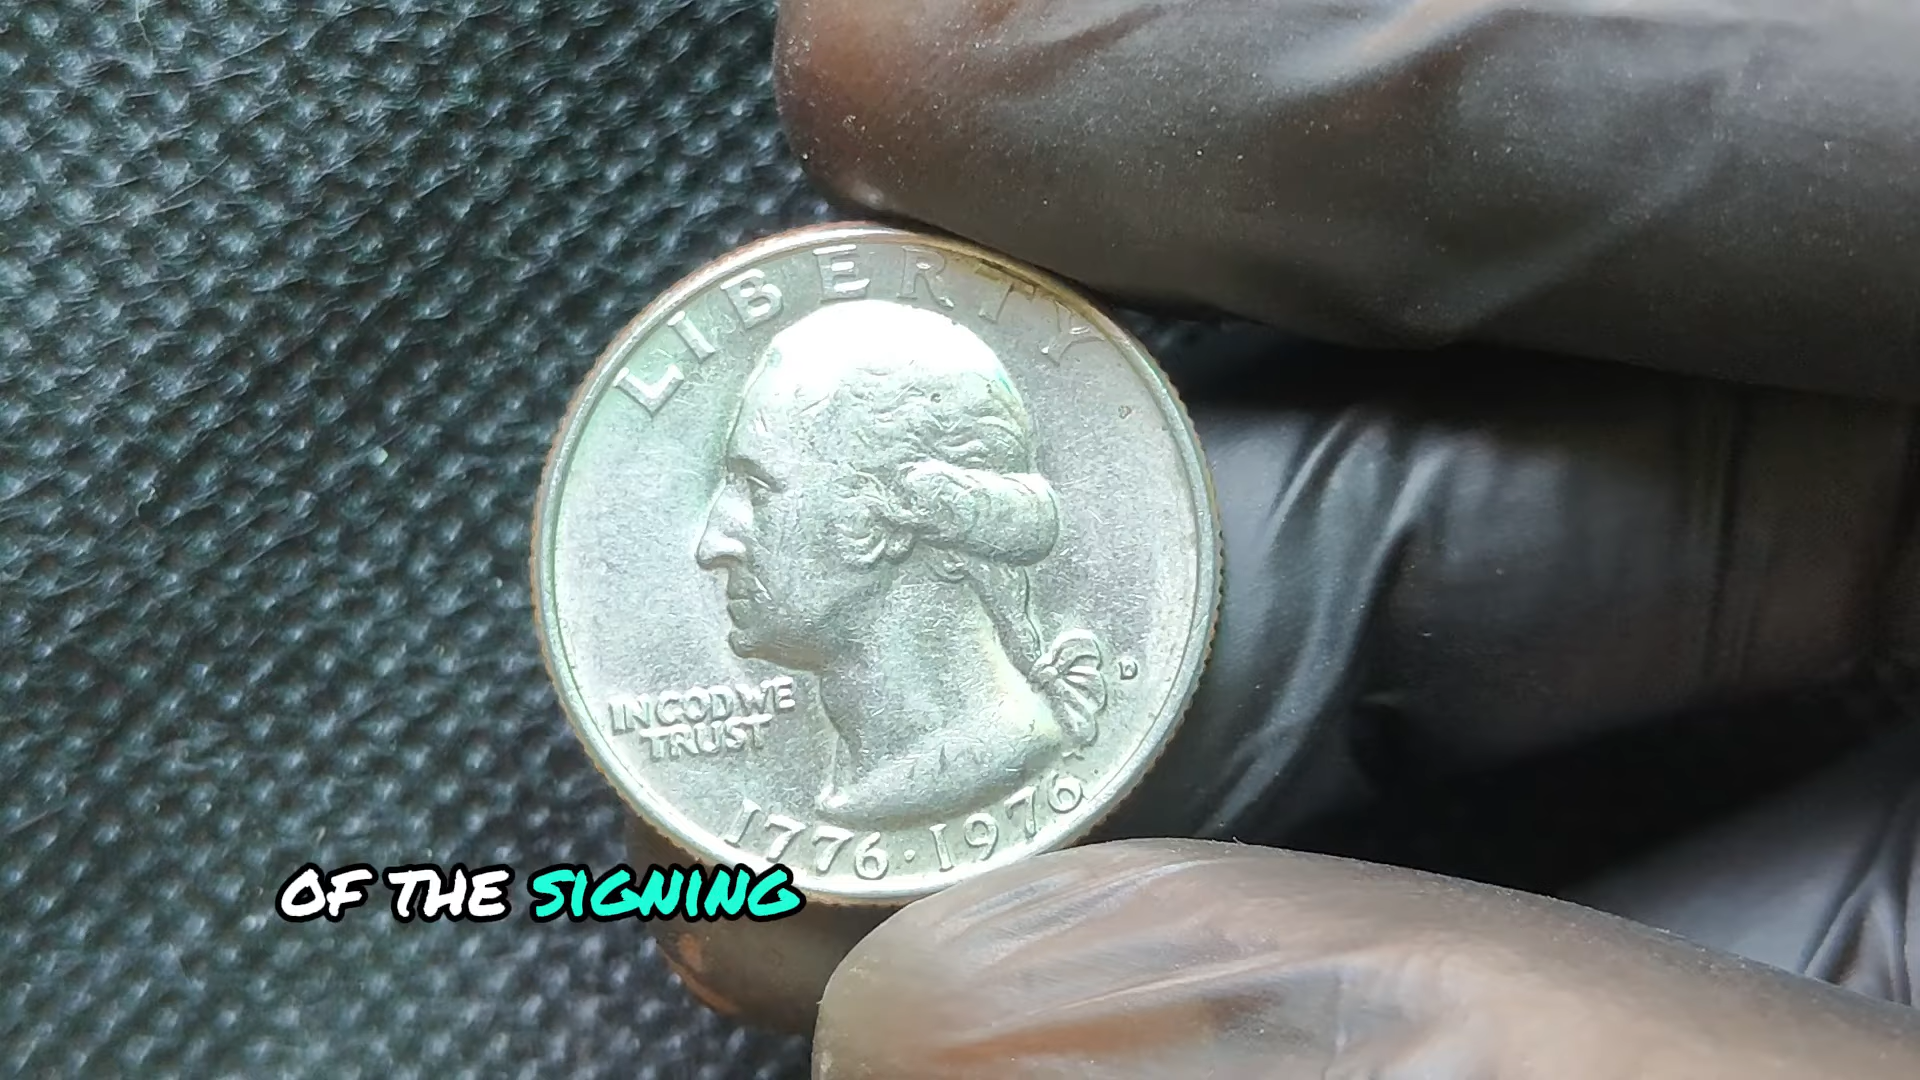 LIBERTY
IN GOD WE
TRUST
D
1776·1976
OF THE SIGNING